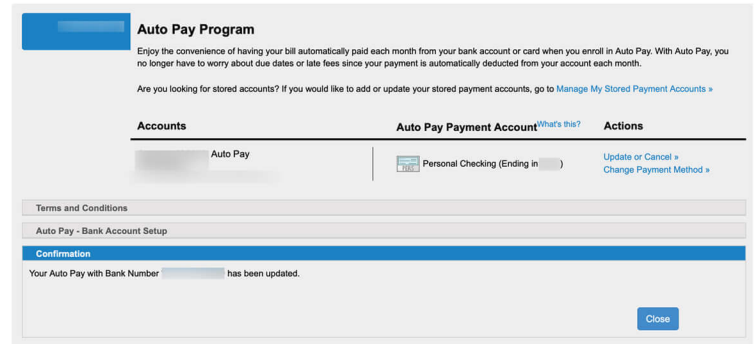 Auto Pay Program
Enjoy the convenience of having your bill automatically paid each month from your bank account or card when you enroll in Auto Pay. With Auto Pay, you
no longer have to worry about due dates or late fees since your payment is automatically deducted from your account each month.
Are you looking for stored accounts? If you would like to add or update your stored payment accounts, go to Manage My Stored Payment Accounts »
Accounts Auto Pay Payment Account What's this? Actions
Auto Pay
Personal Checking (Ending in )
Update or Cancel »
Change Payment Method »
Terms and Conditions
Auto Pay - Bank Account Setup
Confirmation
Your Auto Pay with Bank Number has been updated.
Close